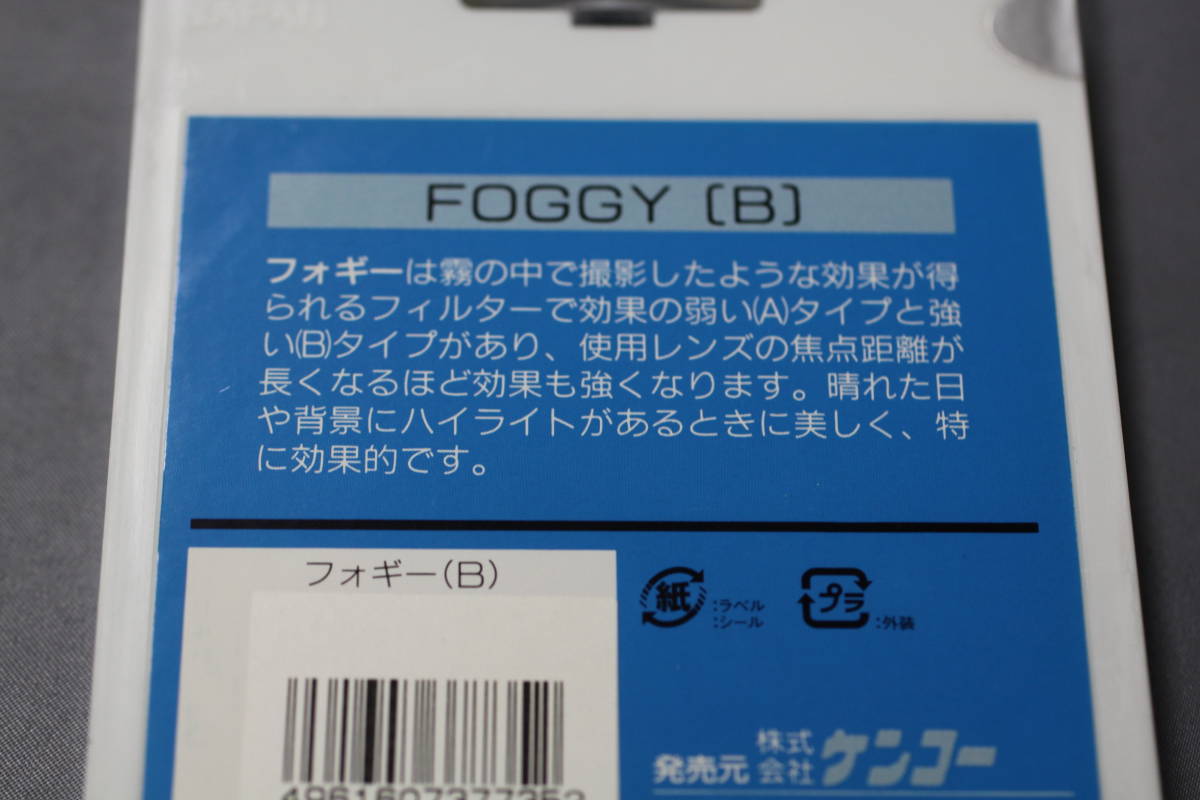 JAPAN
FOGGY〔B〕
フォギーは霧の中で撮影したような効果が得
られるフィルターで効果の弱い(A)タイプと強
い(B)タイプがあり、使用レンズの焦点距離が
長くなるほど効果も強くなります。晴れた日
や背景にハイライトがあるときに美しく、特
に効果的です。
フォギー(B)
紙
:ラベル
:シール
プラ
:外装
4961607377352
発売元 株式会社 ケンコー